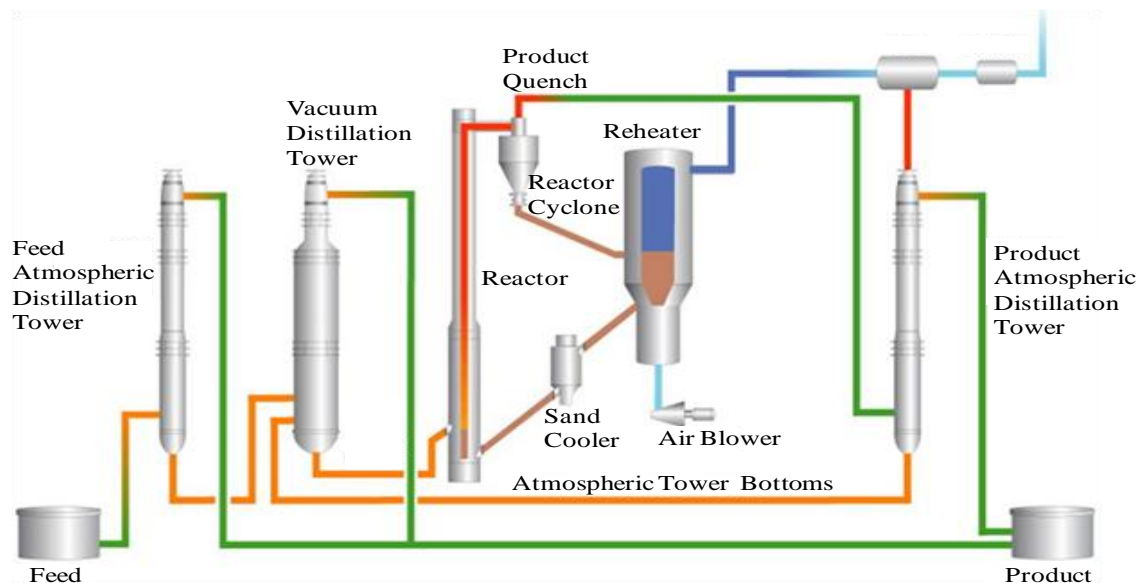 Product
Quench
Vacuum
Distillation
Tower
Reheater
Reactor
Cyclone
Feed
Atmospheric
Distillation
Tower
Reactor
Product
Atmospheric
Distillation
Tower
Sand
Cooler
Air Blower
Atmospheric Tower Bottoms
Feed
Product